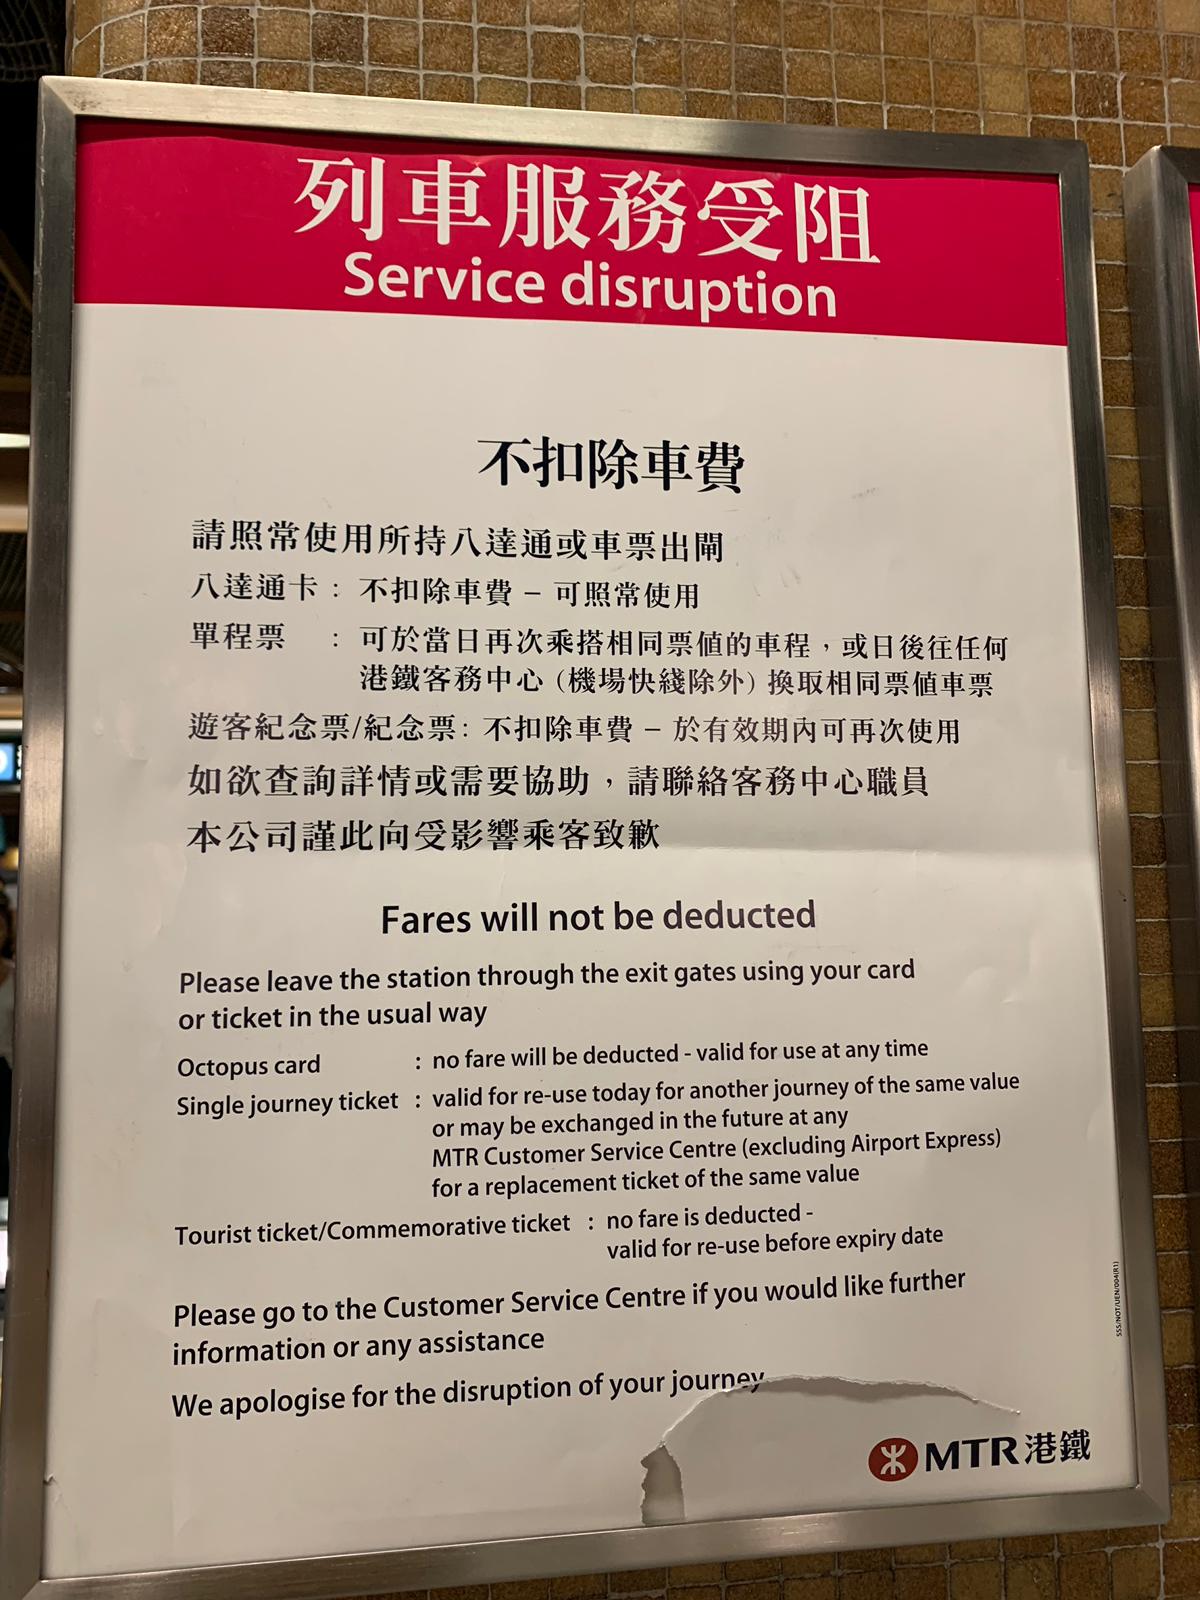 列車服務受阻
Service disruption
不扣除車費
請照常使用所持八達通或車票出閘
八達通卡： 不扣除車費 – 可照常使用
單程票 ： 可於當日再次乘搭相同票值的車程，或日後往任何
港鐵客務中心 (機場快綫除外) 換取相同票值車票
遊客紀念票/紀念票： 不扣除車費 – 於有效期內可再次使用
如欲查詢詳情或需要協助，請聯絡客務中心職員
本公司謹此向受影響乘客致歉
Fares will not be deducted
Please leave the station through the exit gates using your card
or ticket in the usual way
Octopus card : no fare will be deducted - valid for use at any time
Single journey ticket : valid for re-use today for another journey of the same value
or may be exchanged in the future at any
MTR Customer Service Centre (excluding Airport Express)
for a replacement ticket of the same value
Tourist ticket/Commemorative ticket : no fare is deducted -
valid for re-use before expiry date
Please go to the Customer Service Centre if you would like further
information or any assistance
We apologise for the disruption of your journey
MTR 港鐵
SSS/NOT/UEN/004(R1)